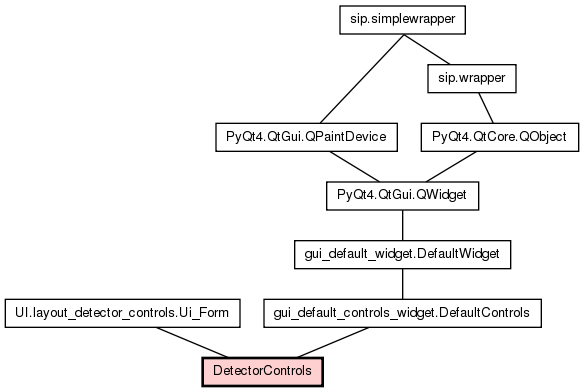 sip.simplewrapper
sip.wrapper
PyQt4.QtGui.QPaintDevice
PyQt4.QtCore.QObject
PyQt4.QtGui.QWidget
gui_default_widget.DefaultWidget
UI.layout_detector_controls.Ui_Form
gui_default_controls_widget.DefaultControls
DetectorControls